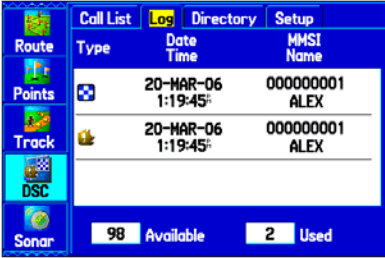 Call List Log Directory Setup
Route
Points
Track
DSC
Sonar
Type Date Time MMSI Name
20-MAR-06 000000001
1:19:45 ALEX
20-MAR-06 000000001
1:19:45 ALEX
98 Available 2 Used